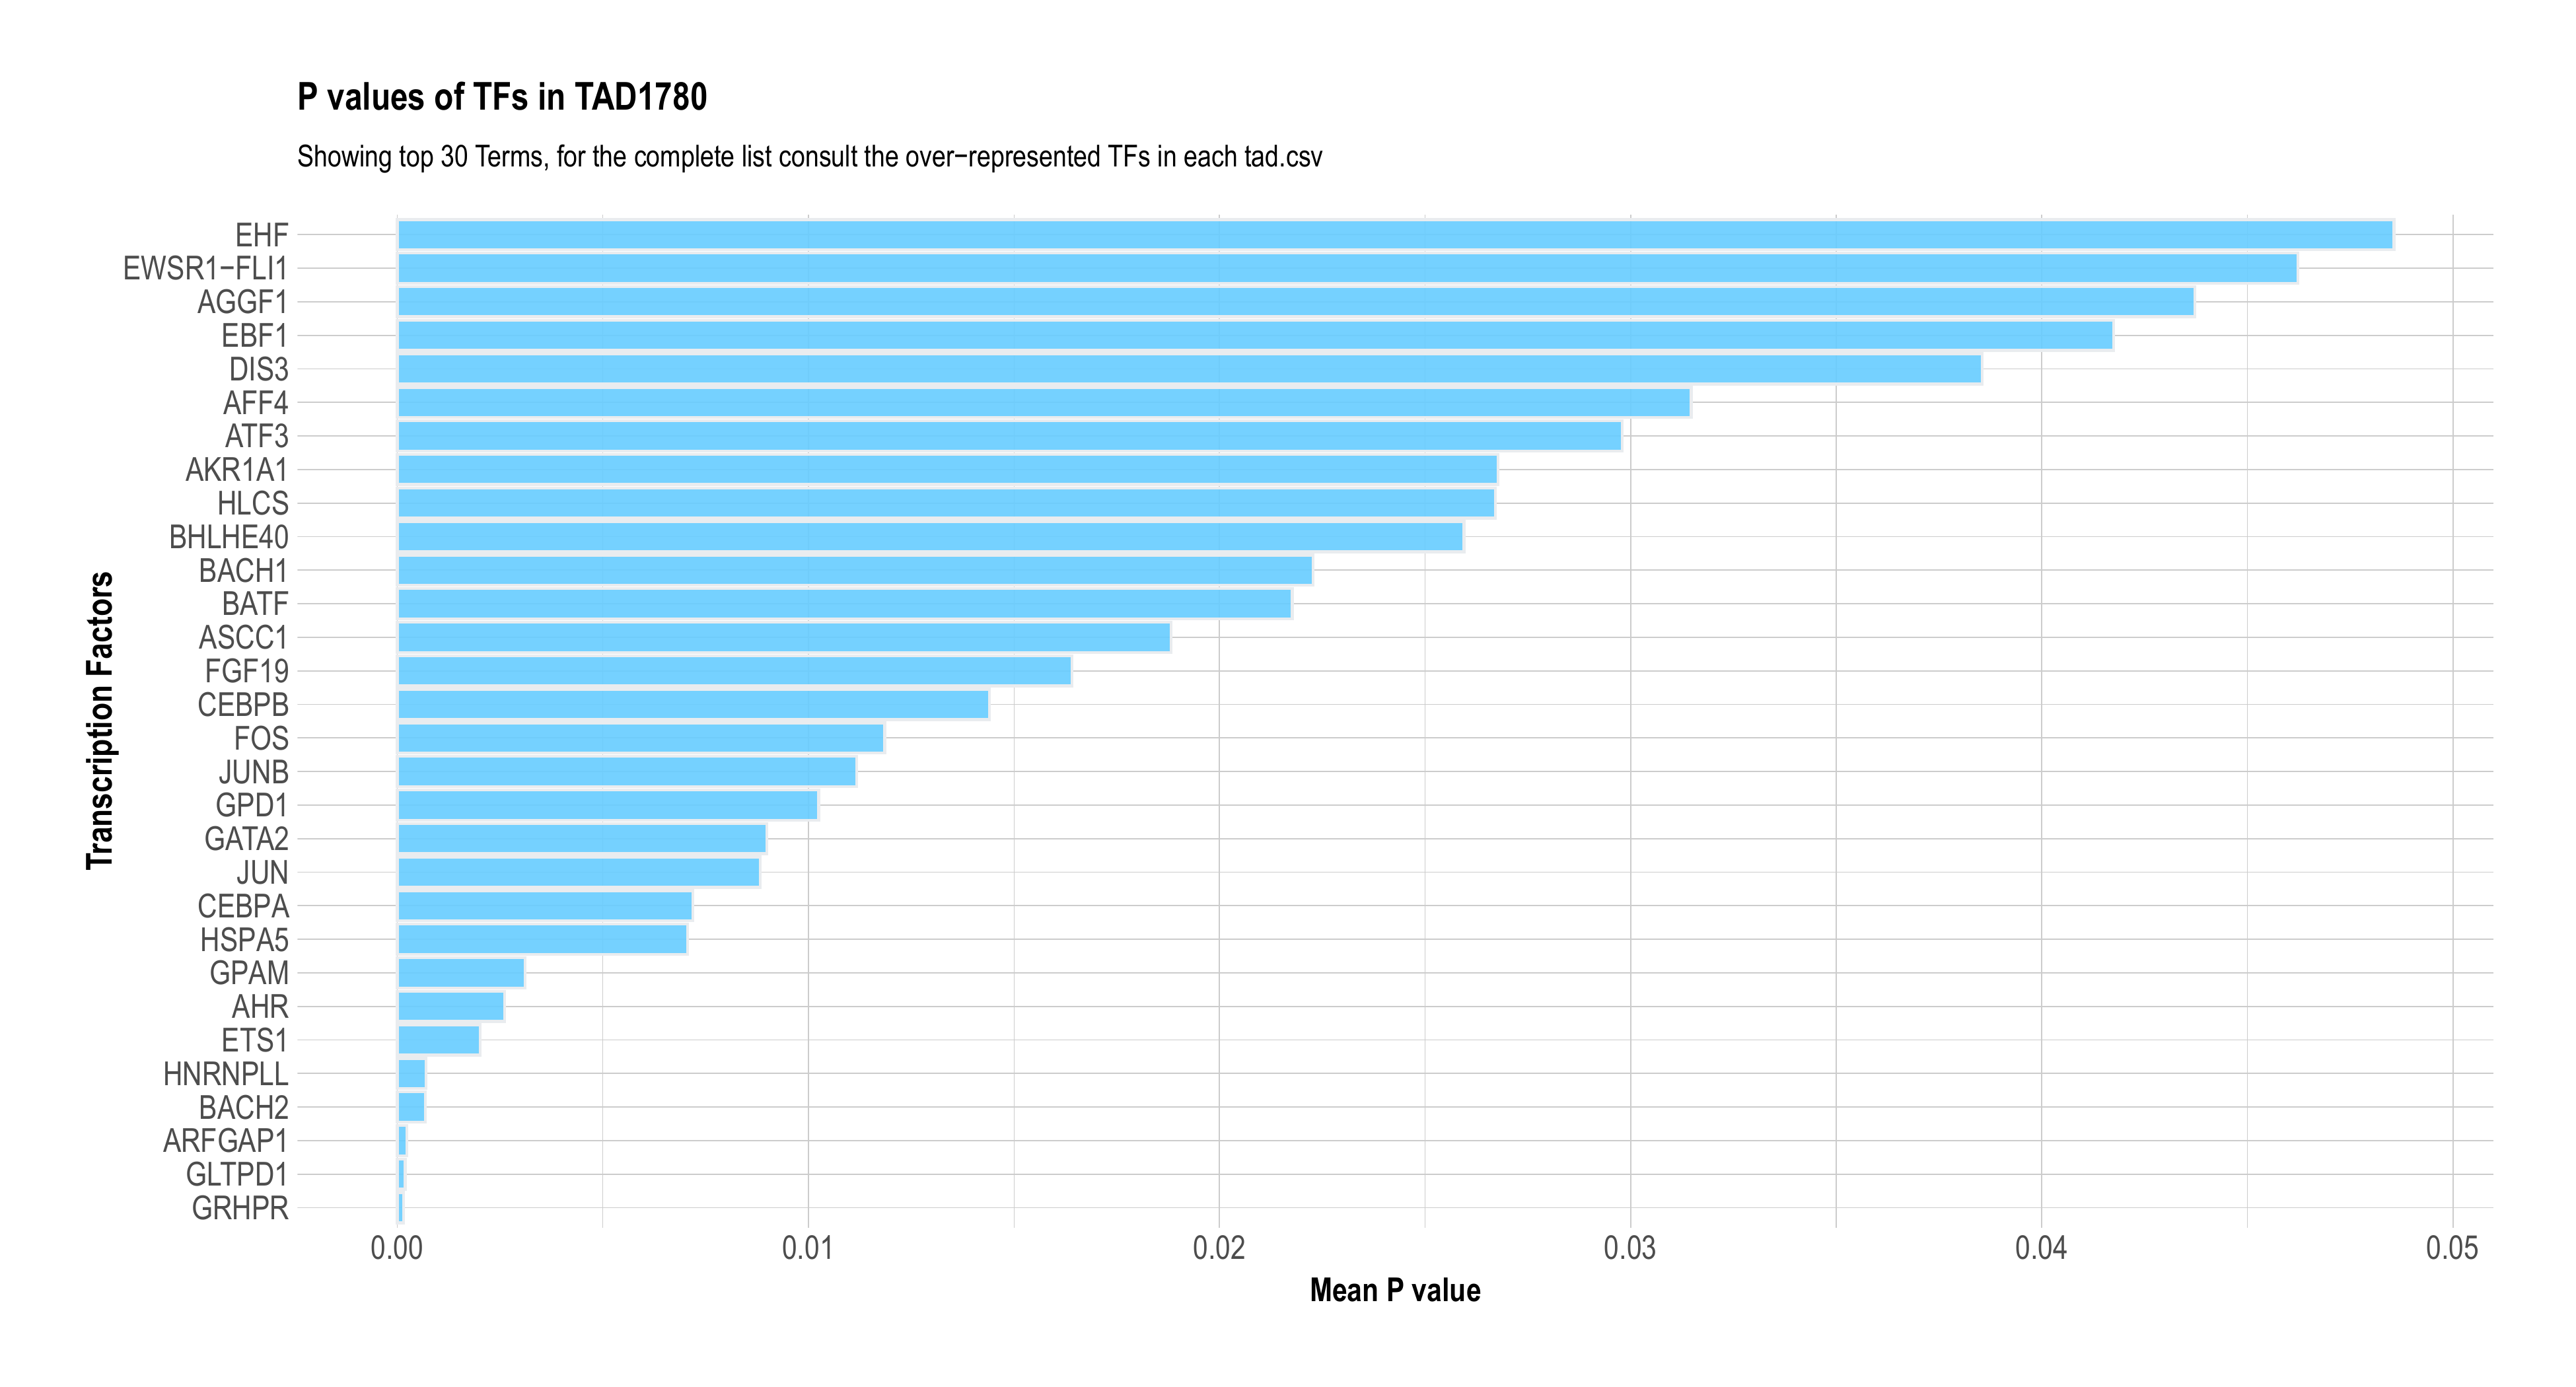 P values of TFs in TAD1780
Showing top 30 Terms, for the complete list consult the over−represented TFs in each tad.csv
Transcription Factors
EHF
EWSR1−FLI1
AGGF1
EBF1
DIS3
AFF4
ATF3
AKR1A1
HLCS
BHLHE40
BACH1
BATF
ASCC1
FGF19
CEBPB
FOS
JUNB
GPD1
GATA2
JUN
CEBPA
HSPA5
GPAM
AHR
ETS1
HNRNPLL
BACH2
ARFGAP1
GLTPD1
GRHPR
0.00 0.01 0.02 0.03 0.04 0.05
Mean P value